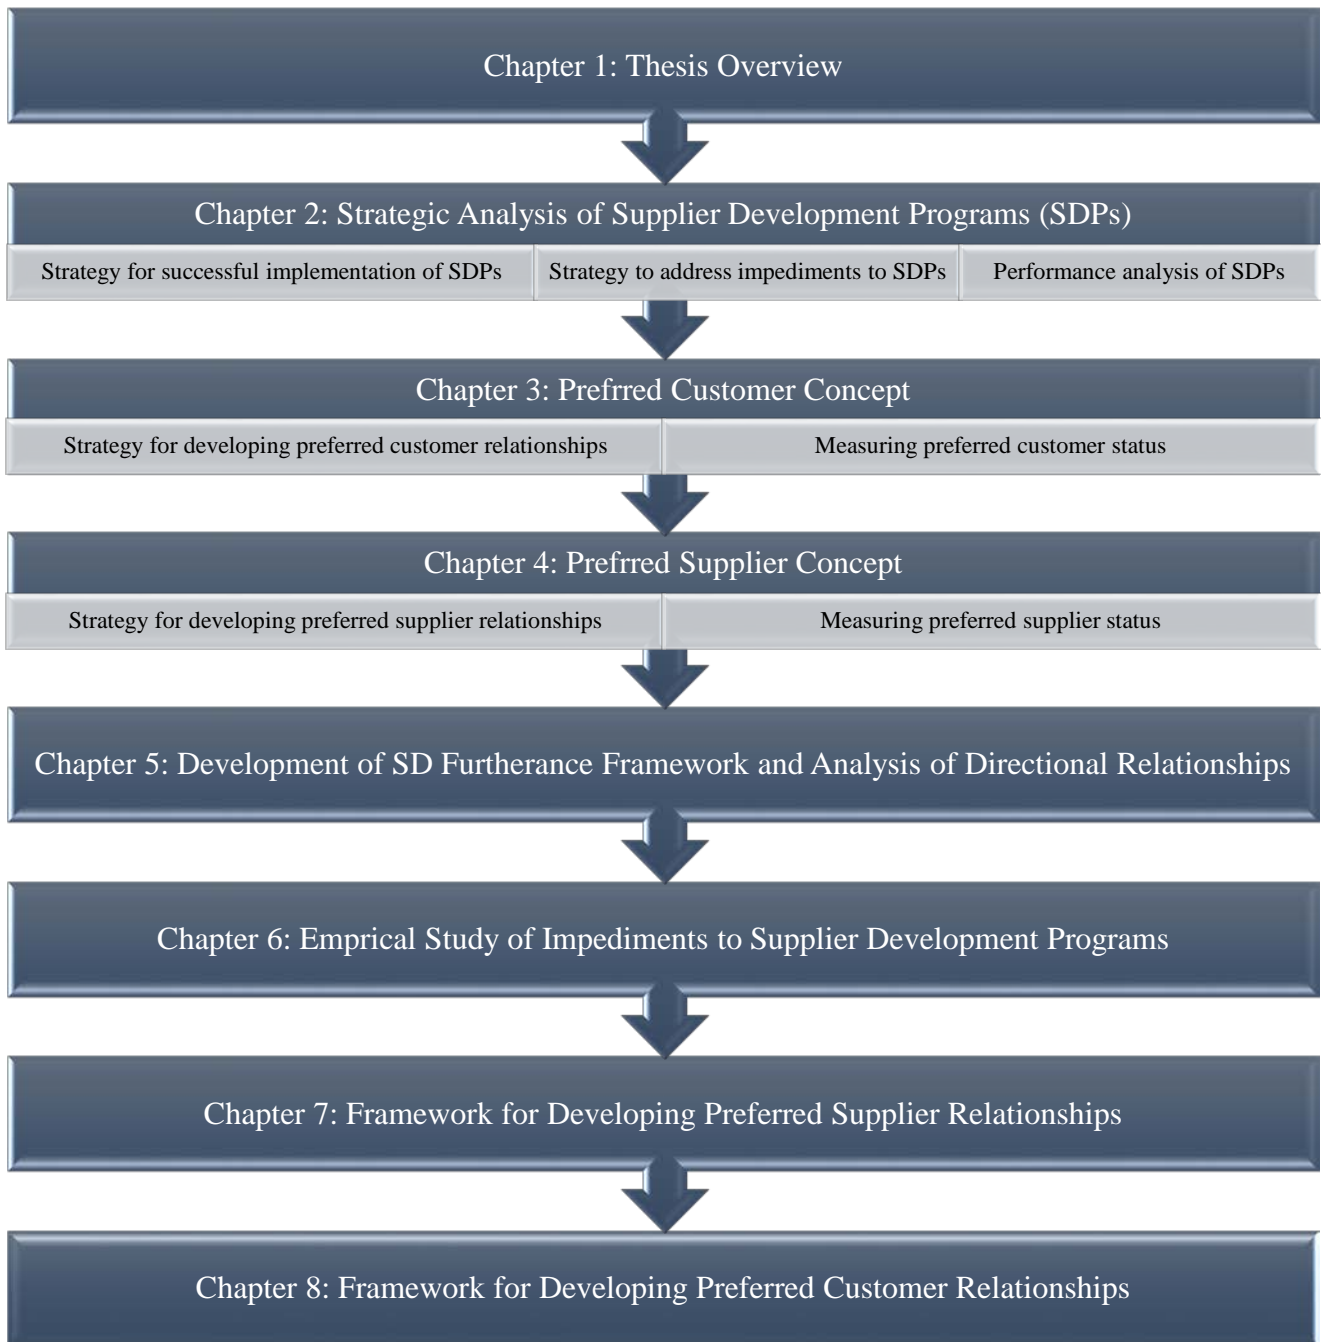 Chapter 1: Thesis Overview
Chapter 2: Strategic Analysis of Supplier Development Programs (SDPs)
Strategy for successful implementation of SDPs
Strategy to address impediments to SDPs
Performance analysis of SDPs
Chapter 3: Prefrred Customer Concept
Strategy for developing preferred customer relationships
Measuring preferred customer status
Chapter 4: Prefrred Supplier Concept
Strategy for developing preferred supplier relationships
Measuring preferred supplier status
Chapter 5: Development of SD Furtherance Framework and Analysis of Directional Relationships
Chapter 6: Emprical Study of Impediments to Supplier Development Programs
Chapter 7: Framework for Developing Preferred Supplier Relationships
Chapter 8: Framework for Developing Preferred Customer Relationships